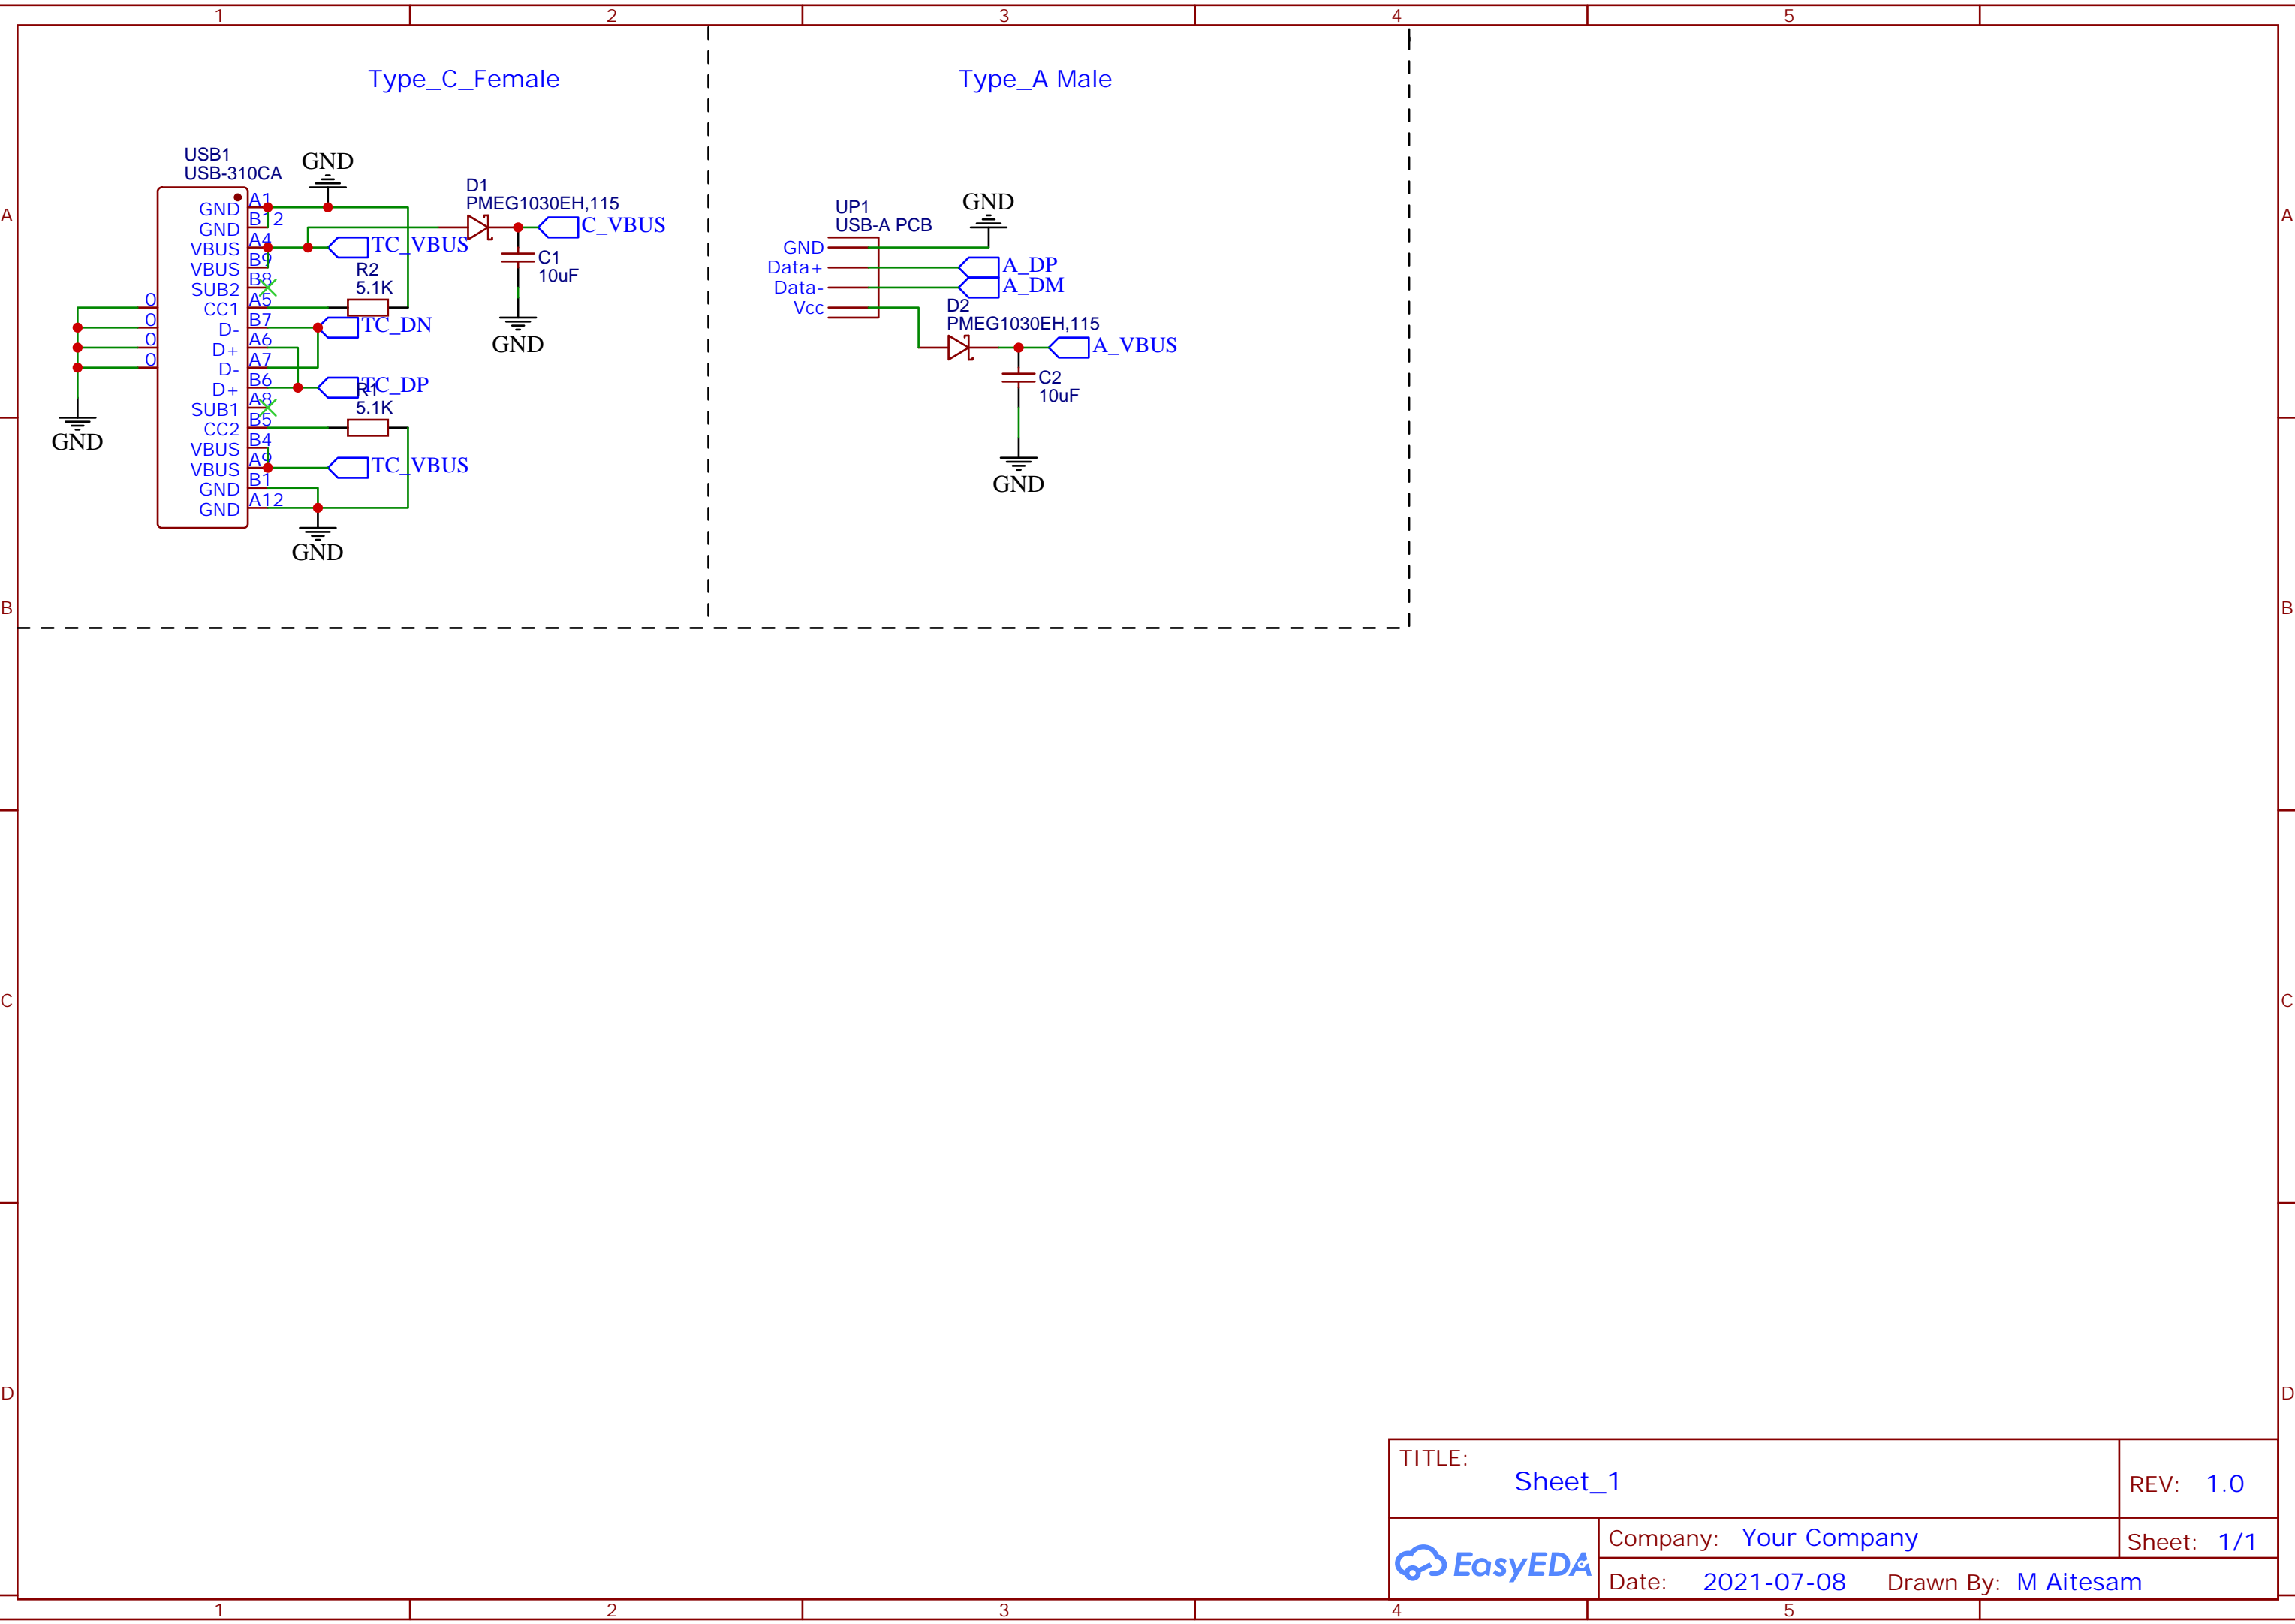 1 2 3 4 5
Type_C_Female
Type_A Male
USB1
USB-310CA
GND
D1
PMEG1030EH,115
C_VBUS
C1
10uF
GND
GND A1
GND B12
VBUS A4
TC_VBUS
VBUS B9
SUB2 B8
R2
5.1K
0 CC1 A5
0 D- B7
TC_DN
0 D+ A6
0 D- A7
D+ B6
TC_DP
SUB1 A8
R1
5.1K
CC2 B5
VBUS B4
VBUS A9
TC_VBUS
GND B1
GND A12
GND
GND
UP1
USB-A PCB
GND
GND
Data+
A_DP
Data-
A_DM
Vcc
D2
PMEG1030EH,115
A_VBUS
C2
10uF
GND
A A
B B
C C
D D
TITLE:
Sheet_1
REV: 1.0
EasyEDA
Company: Your Company
Sheet: 1/1
Date: 2021-07-08
Drawn By: M Aitesam
1 2 3 4 5